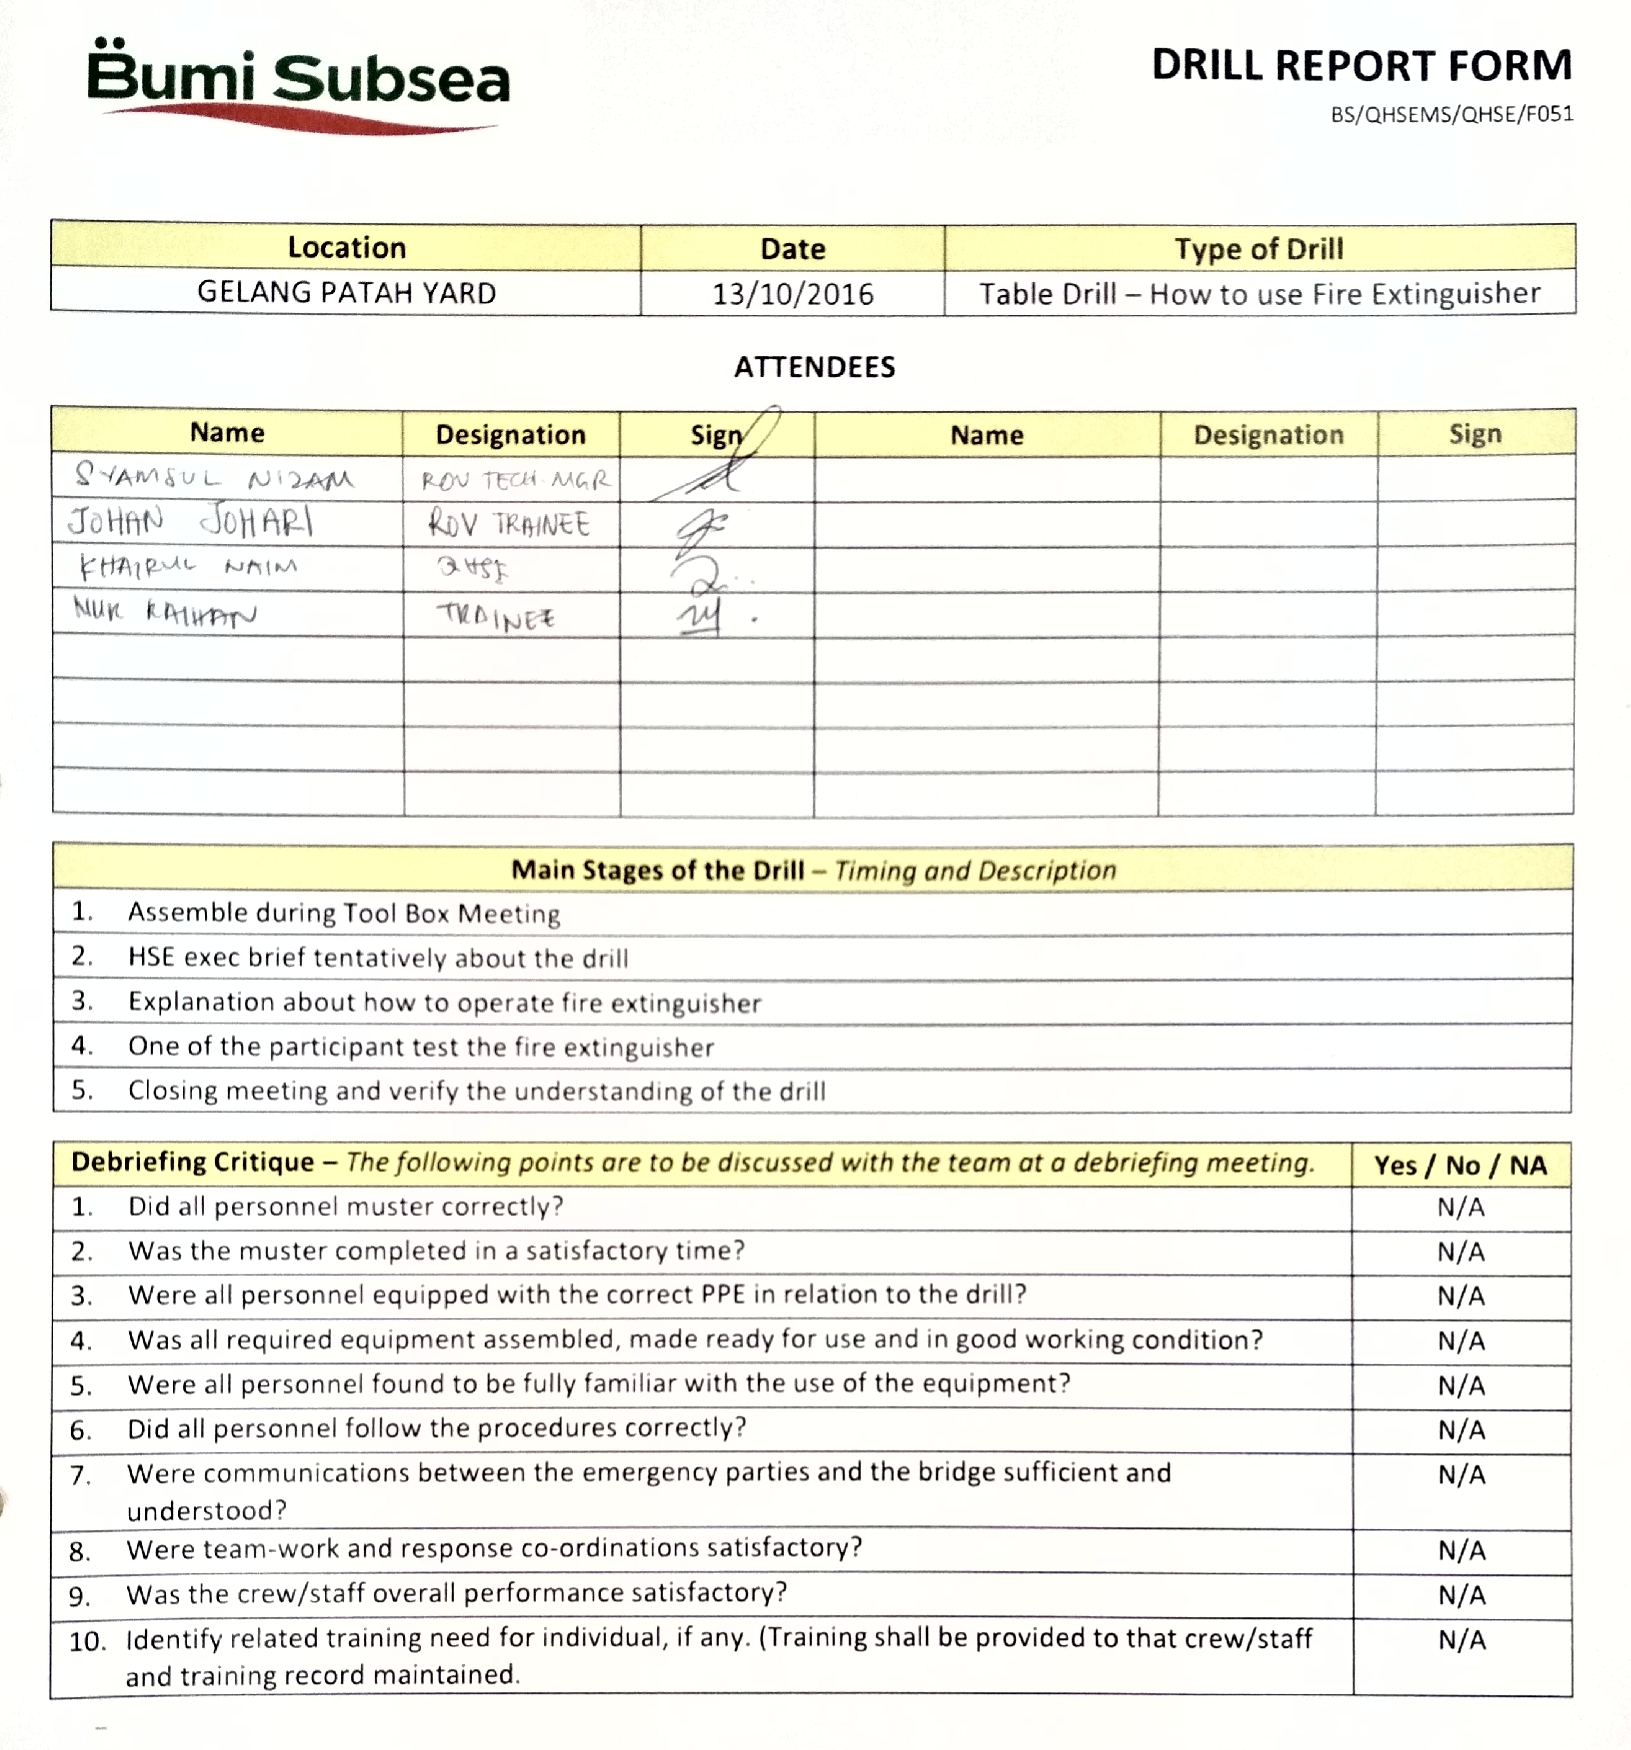 Bumi Subsea
DRILL REPORT FORM
BS/QHSEMS/QHSE/F051
Location Date Type of Drill
GELANG PATAH YARD 13/10/2016 Table Drill – How to use Fire Extinguisher
ATTENDEES
Name Designation Sign Name Designation Sign
SYAMSUL NIZAM ROV TECH MGR
JOHAN JOHARI ROV TRAINEE
KHAIRUL NAIM QHSE
NUR RAIHAN TRAINEE
Main Stages of the Drill – Timing and Description
1. Assemble during Tool Box Meeting
2. HSE exec brief tentatively about the drill
3. Explanation about how to operate fire extinguisher
4. One of the participant test the fire extinguisher
5. Closing meeting and verify the understanding of the drill
Debriefing Critique – The following points are to be discussed with the team at a debriefing meeting. Yes / No / NA
1. Did all personnel muster correctly? N/A
2. Was the muster completed in a satisfactory time? N/A
3. Were all personnel equipped with the correct PPE in relation to the drill? N/A
4. Was all required equipment assembled, made ready for use and in good working condition? N/A
5. Were all personnel found to be fully familiar with the use of the equipment? N/A
6. Did all personnel follow the procedures correctly? N/A
7. Were communications between the emergency parties and the bridge sufficient and N/A
understood?
8. Were team-work and response co-ordinations satisfactory? N/A
9. Was the crew/staff overall performance satisfactory? N/A
10. Identify related training need for individual, if any. (Training shall be provided to that crew/staff N/A
and training record maintained.